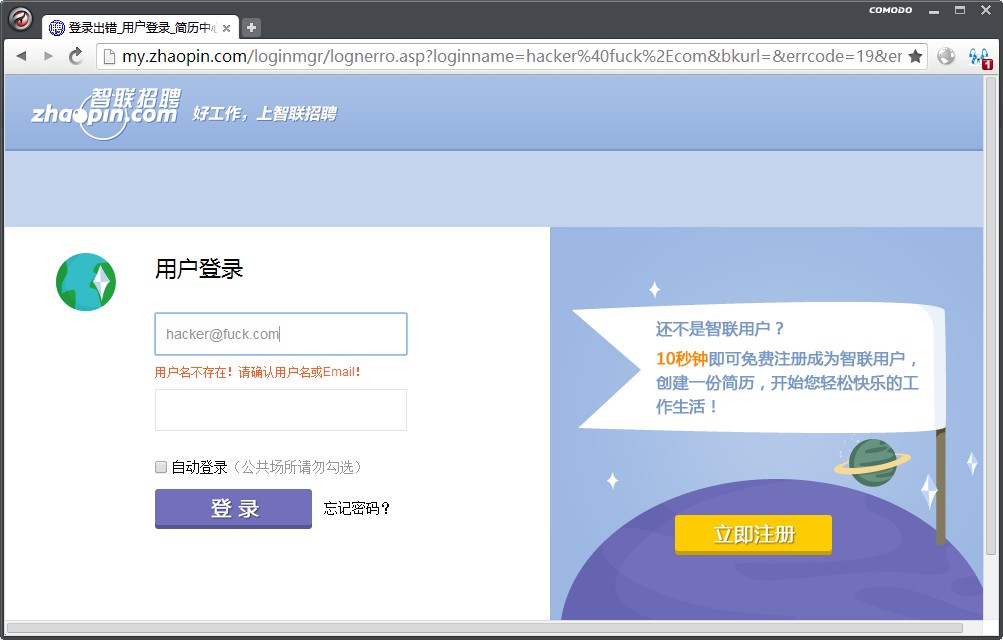 COMODO
登录出错_用户登录_简历中心
my.zhaopin.com/loginmgr/lognerro.asp?loginname=hacker%40fuck%2Ecom&bkurl=&errcode=19&er
1
智联招聘
zhaopin.com
好工作，上智联招聘
用户登录
hacker@fuck.com
用户名不存在！请确认用户名或Email！
自动登录（公共场所请勿勾选）
登 录
忘记密码？
还不是智联用户？
10秒钟即可免费注册成为智联用户，
创建一份简历，开始您轻松快乐的工
作生活！
立即注册